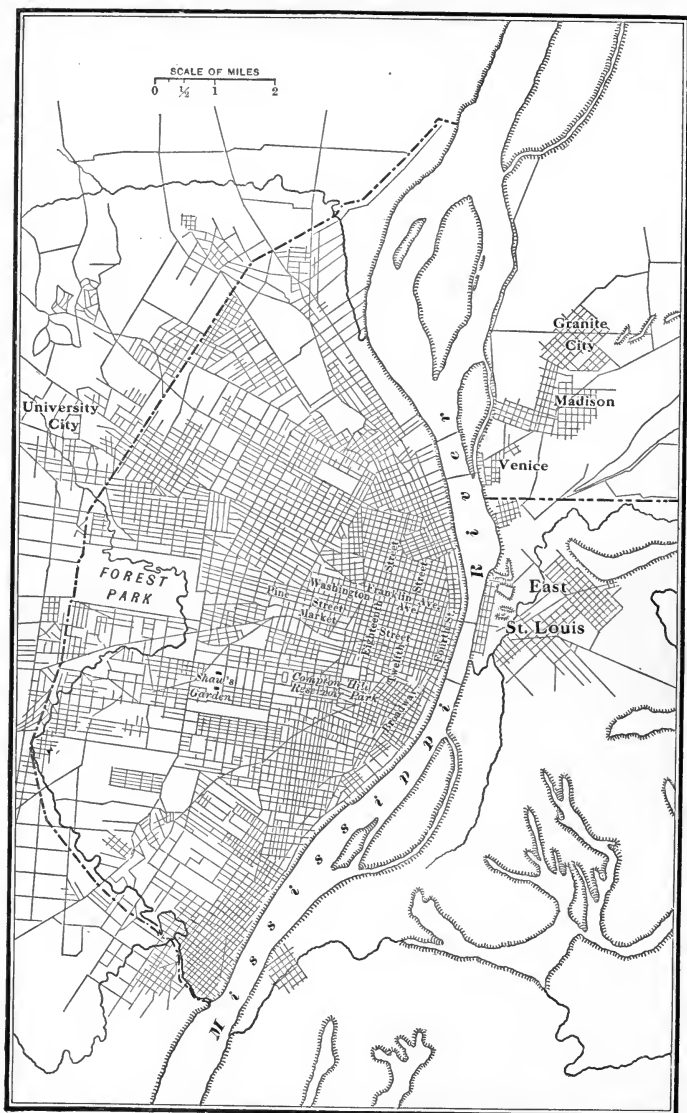 SCALE OF MILES
0 ½ 1 2
Granite
City
Madison
University
City
Venice
FOREST
PARK
Washington
Franklin Ave.
Ave.
Pine
Street
Market
Street
Eighteenth Street
Twelfth Street
Fourth St.
Broadway
East
St. Louis
Shaw's
Garden
Compton Hill
Reservoir Park
Mississippi River